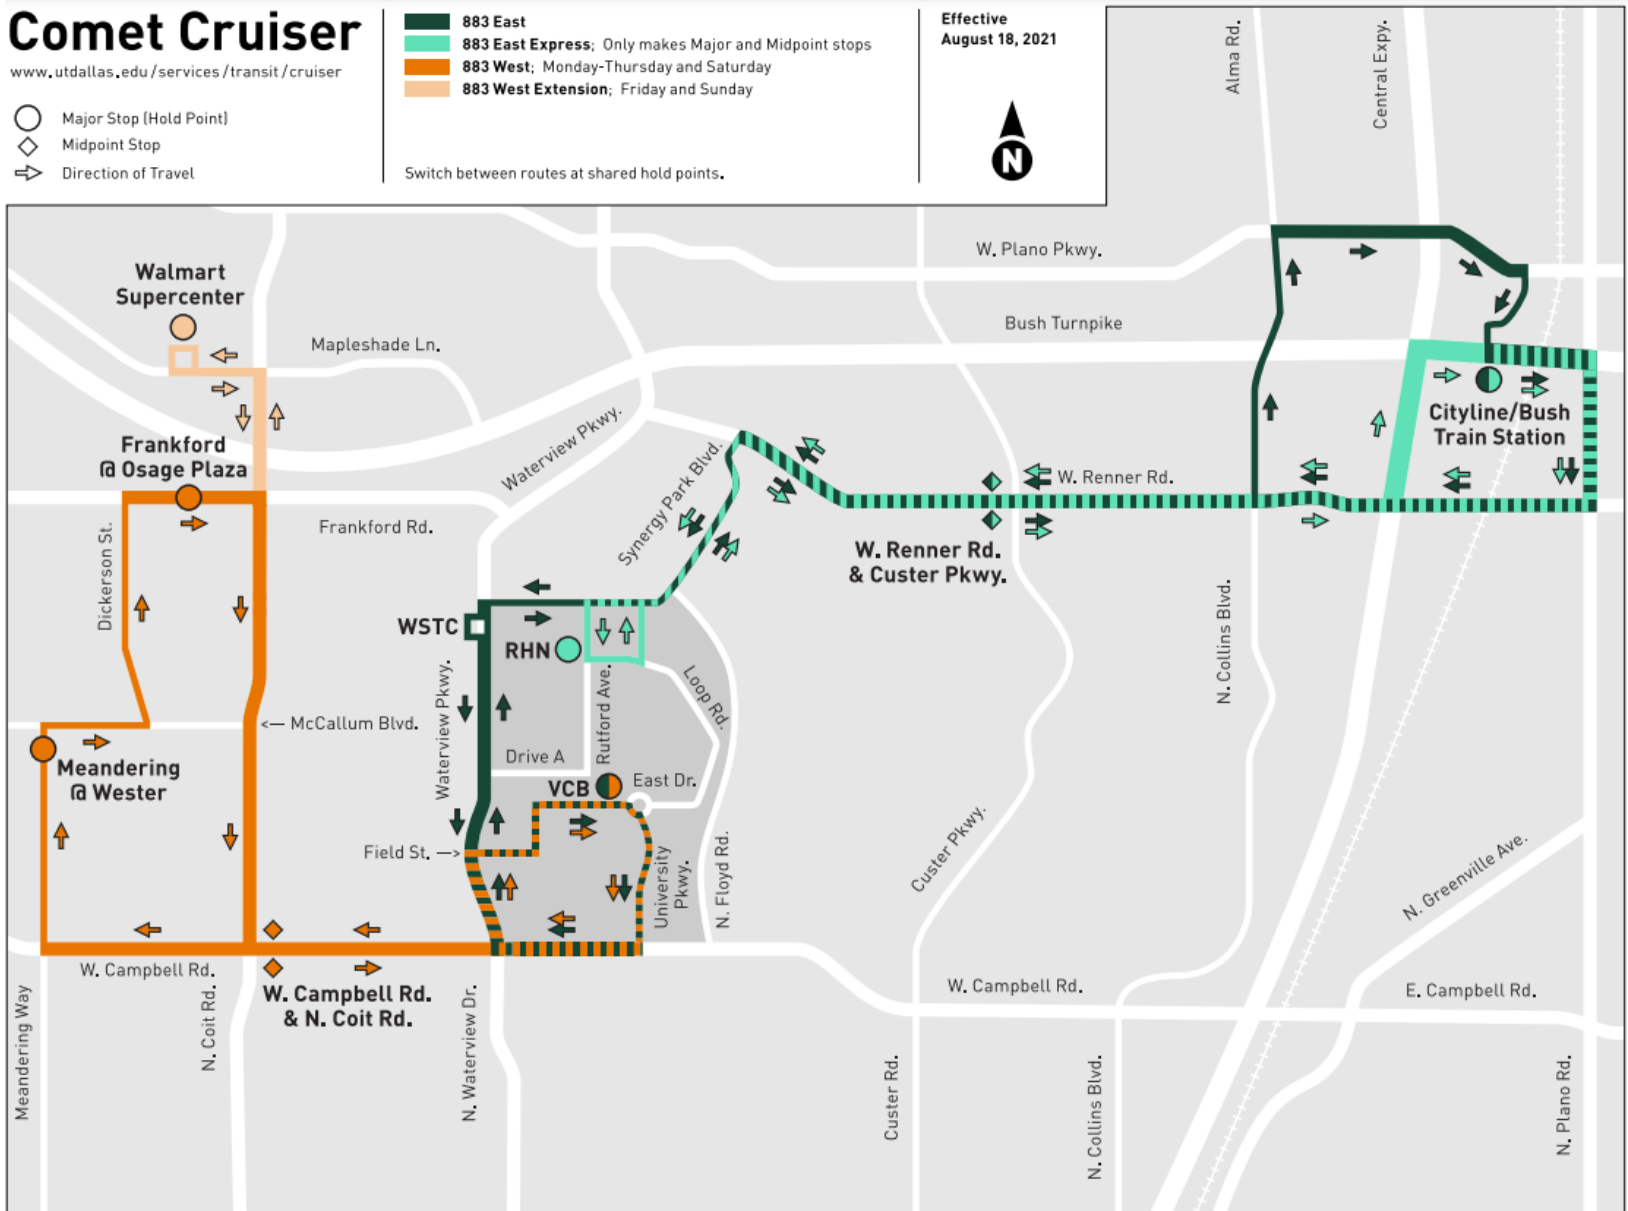 Comet Cruiser
www.utdallas.edu/services/transit/cruiser
Major Stop (Hold Point)
Midpoint Stop
Direction of Travel
883 East
883 East Express; Only makes Major and Midpoint stops
883 West; Monday-Thursday and Saturday
883 West Extension; Friday and Sunday
Switch between routes at shared hold points.
Effective
August 18, 2021
N
Alma Rd.
Central Expy.
W. Plano Pkwy.
Bush Turnpike
Walmart
Supercenter
Mapleshade Ln.
Frankford
@ Osage Plaza
Waterview Pkwy.
Synergy Park Blvd.
Cityline/Bush
Train Station
W. Renner Rd.
Frankford Rd.
Dickerson St.
W. Renner Rd.
& Custer Pkwy.
WSTC
RHN
N. Collins Blvd.
Waterview Pkwy.
Rutford Ave.
Loop Rd.
<— McCallum Blvd.
Drive A
Meandering
@ Wester
VCB
East Dr.
Field St. —>
University
Pkwy.
N. Floyd Rd.
Custer Pkwy.
N. Greenville Ave.
W. Campbell Rd.
W. Campbell Rd.
& N. Coit Rd.
W. Campbell Rd.
E. Campbell Rd.
Meandering Way
N. Coit Rd.
N. Waterview Dr.
Custer Rd.
N. Collins Blvd.
N. Plano Rd.